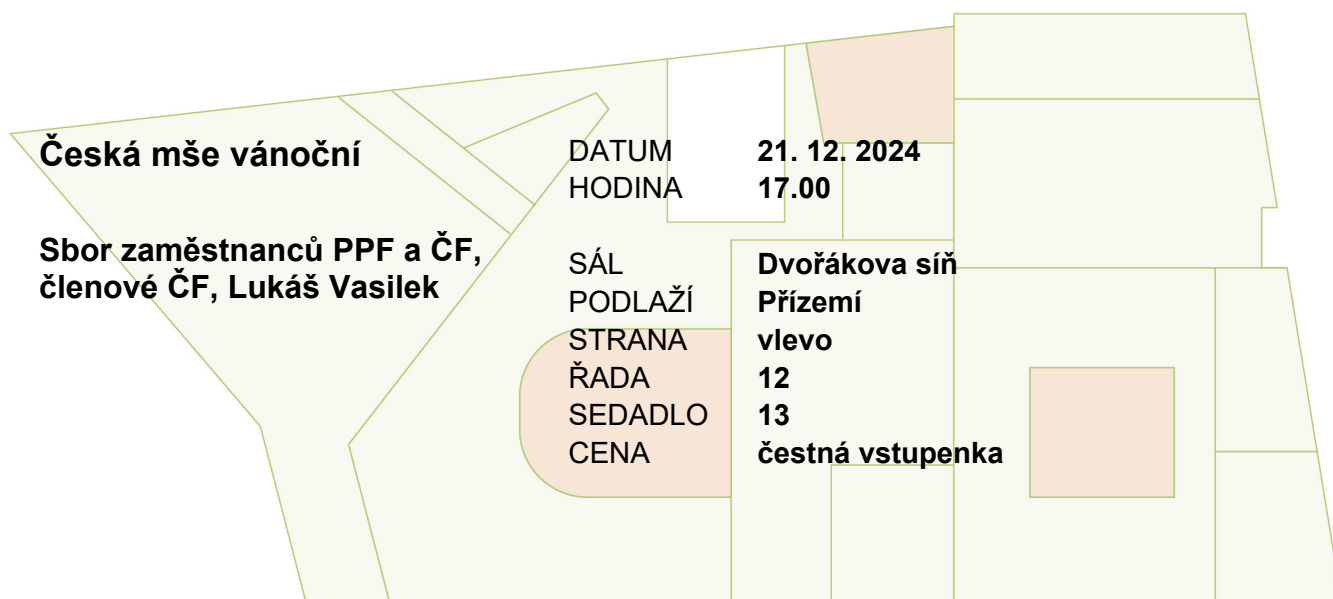 Česká mše vánoční
Sbor zaměstnanců PPF a ČF,
členové ČF, Lukáš Vasilek
DATUM 21. 12. 2024
HODINA 17.00
SÁL Dvořákova síň
PODLAŽÍ Přízemí
STRANA vlevo
ŘADA 12
SEDADLO 13
CENA čestná vstupenka